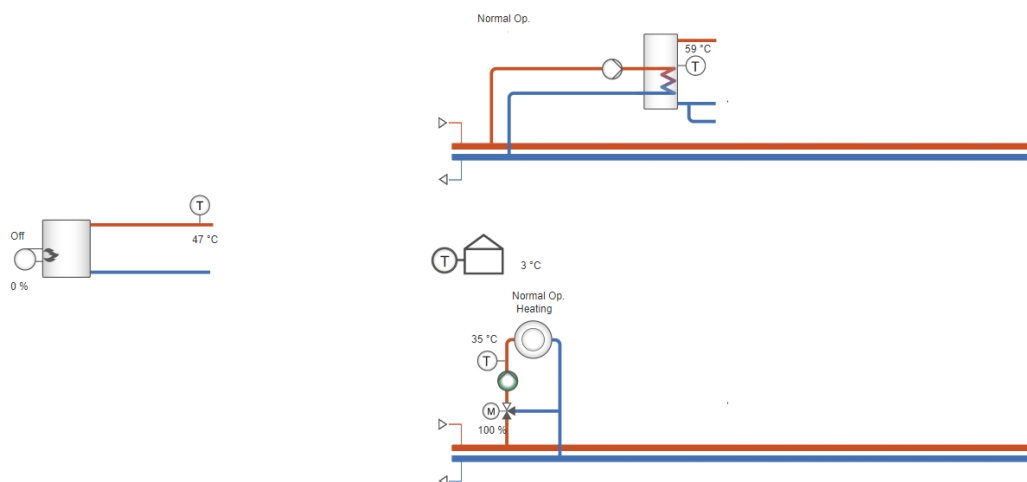 Normal Op.
59 °C
T
T
47 °C
Off
0 %
T
3 °C
Normal Op.
Heating
35 °C
T
M
100 %